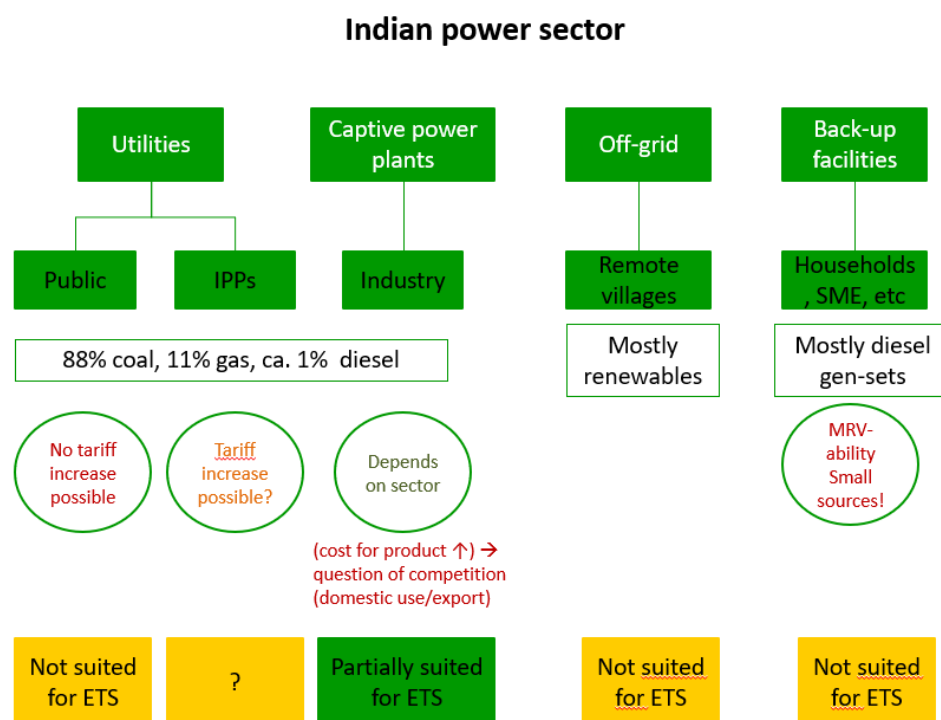 Indian power sector
Utilities
Captive power
plants
Off-grid
Back-up
facilities
Public
IPPs
Industry
Remote
villages
Households
, SME, etc
88% coal, 11% gas, ca. 1% diesel
Mostly
renewables
Mostly diesel
gen-sets
No tariff
increase
possible
Tariff
increase
possible?
Depends
on sector
MRV-
ability
Small
sources!
(cost for product ↑) →
question of competition
(domestic use/export)
Not suited
for ETS
?
Partially suited
for ETS
Not suited
for ETS
Not suited
for ETS